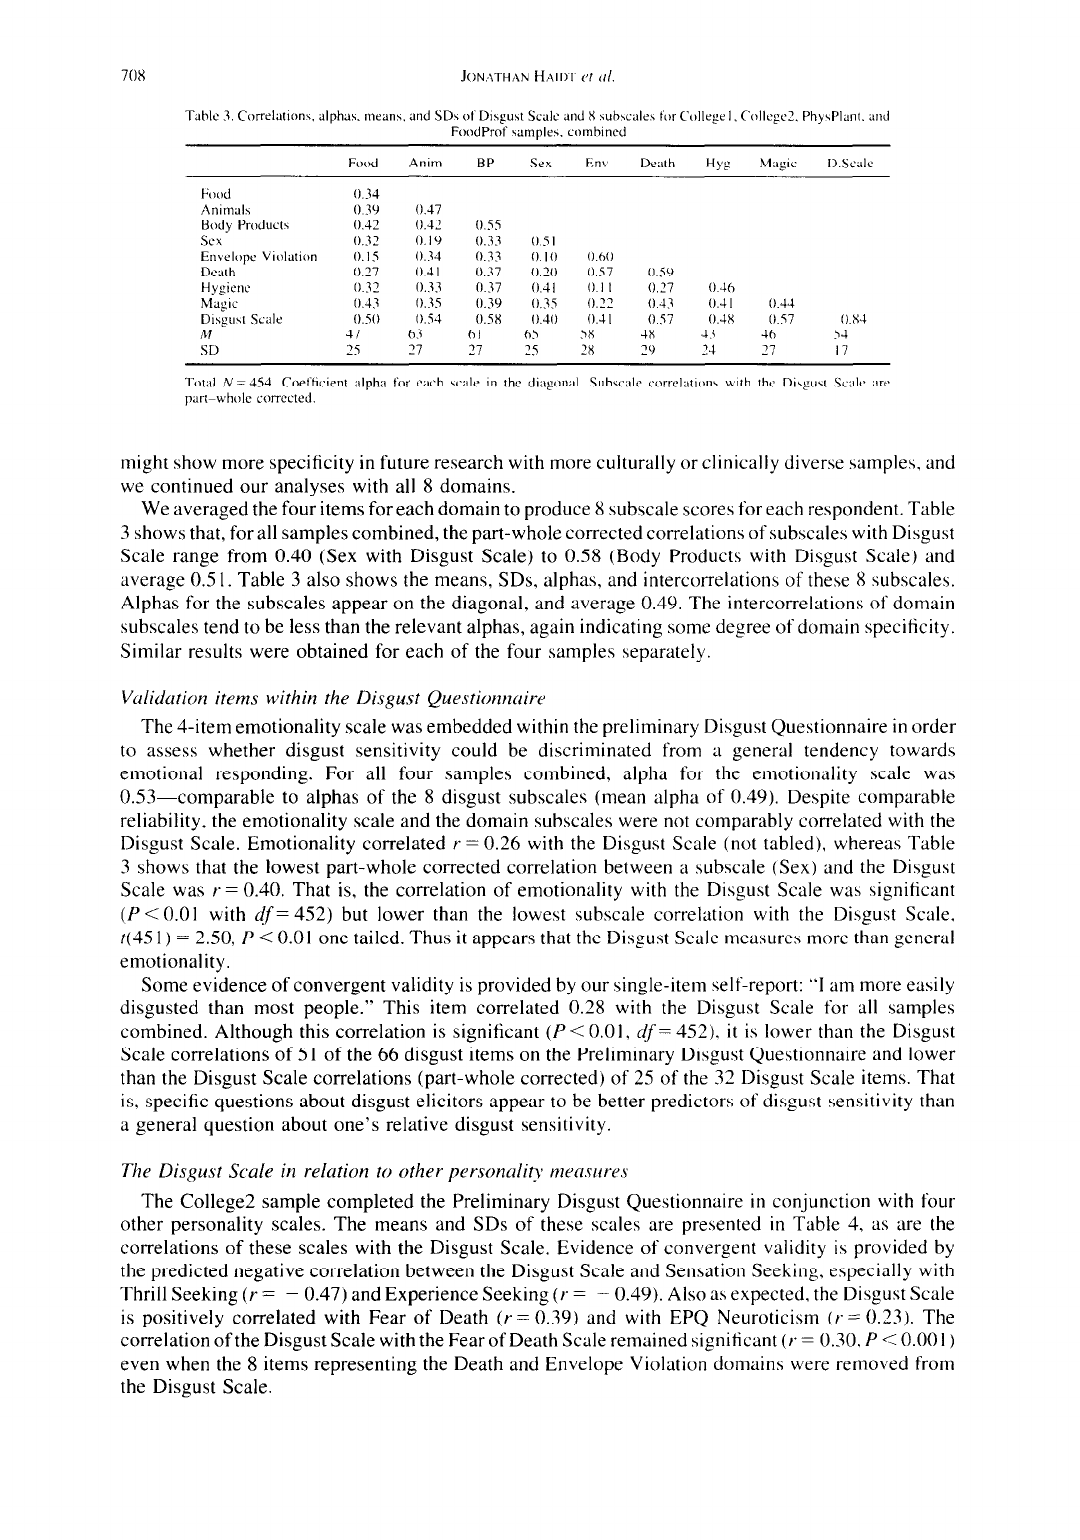 708
JONATHAN HAIDT et al.
Table 3. Correlations, alphas, means, and SDs of Disgust Scale and 8 subscales for College1, College2, PhysPlant, and
FoodProf samples, combined
Food Anim BP Sex Env Death Hyg Magic D.Scale
Food 0.34
Animals 0.39 0.47
Body Products 0.42 0.42 0.55
Sex 0.32 0.19 0.33 0.51
Envelope Violation 0.15 0.34 0.33 0.10 0.60
Death 0.27 0.41 0.37 0.20 0.57 0.59
Hygiene 0.32 0.33 0.37 0.41 0.11 0.27 0.46
Magic 0.43 0.35 0.39 0.35 0.22 0.43 0.41 0.44
Disgust Scale 0.50 0.54 0.58 0.40 0.41 0.57 0.48 0.57 0.84
M 47 63 61 65 58 48 43 46 54
SD 25 27 27 25 28 29 24 27 17
Total N = 454 Coefficient alpha for each scale in the diagonal Subscale correlations with the Disgust Scale are
part–whole corrected.
might show more specificity in future research with more culturally or clinically diverse samples, and
we continued our analyses with all 8 domains.
We averaged the four items for each domain to produce 8 subscale scores for each respondent. Table
3 shows that, for all samples combined, the part-whole corrected correlations of subscales with Disgust
Scale range from 0.40 (Sex with Disgust Scale) to 0.58 (Body Products with Disgust Scale) and
average 0.51. Table 3 also shows the means, SDs, alphas, and intercorrelations of these 8 subscales.
Alphas for the subscales appear on the diagonal, and average 0.49. The intercorrelations of domain
subscales tend to be less than the relevant alphas, again indicating some degree of domain specificity.
Similar results were obtained for each of the four samples separately.
Validation items within the Disgust Questionnaire
The 4-item emotionality scale was embedded within the preliminary Disgust Questionnaire in order
to assess whether disgust sensitivity could be discriminated from a general tendency towards
emotional responding. For all four samples combined, alpha for the emotionality scale was
0.53—comparable to alphas of the 8 disgust subscales (mean alpha of 0.49). Despite comparable
reliability, the emotionality scale and the domain subscales were not comparably correlated with the
Disgust Scale. Emotionality correlated r = 0.26 with the Disgust Scale (not tabled), whereas Table
3 shows that the lowest part-whole corrected correlation between a subscale (Sex) and the Disgust
Scale was r = 0.40. That is, the correlation of emotionality with the Disgust Scale was significant
(P < 0.01 with df = 452) but lower than the lowest subscale correlation with the Disgust Scale,
t(451) = 2.50, P < 0.01 one tailed. Thus it appears that the Disgust Scale measures more than general
emotionality.
Some evidence of convergent validity is provided by our single-item self-report: “I am more easily
disgusted than most people.” This item correlated 0.28 with the Disgust Scale for all samples
combined. Although this correlation is significant (P < 0.01, df = 452), it is lower than the Disgust
Scale correlations of 51 of the 66 disgust items on the Preliminary Disgust Questionnaire and lower
than the Disgust Scale correlations (part-whole corrected) of 25 of the 32 Disgust Scale items. That
is, specific questions about disgust elicitors appear to be better predictors of disgust sensitivity than
a general question about one's relative disgust sensitivity.
The Disgust Scale in relation to other personality measures
The College2 sample completed the Preliminary Disgust Questionnaire in conjunction with four
other personality scales. The means and SDs of these scales are presented in Table 4, as are the
correlations of these scales with the Disgust Scale. Evidence of convergent validity is provided by
the predicted negative correlation between the Disgust Scale and Sensation Seeking, especially with
Thrill Seeking (r = − 0.47) and Experience Seeking (r = − 0.49). Also as expected, the Disgust Scale
is positively correlated with Fear of Death (r = 0.39) and with EPQ Neuroticism (r = 0.23). The
correlation of the Disgust Scale with the Fear of Death Scale remained significant (r = 0.30, P < 0.001)
even when the 8 items representing the Death and Envelope Violation domains were removed from
the Disgust Scale.